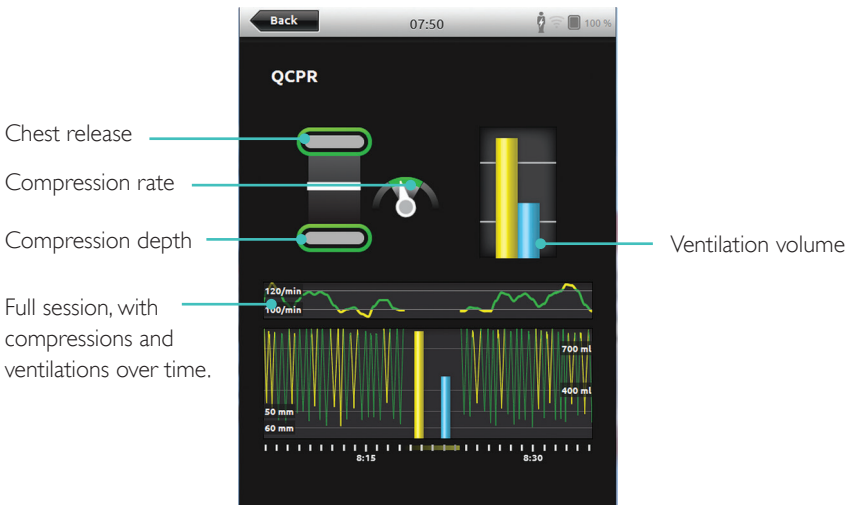 Back
07:50
100 %
QCPR
Chest release
Compression rate
Compression depth
Ventilation volume
Full session, with
compressions and
ventilations over time.
120/min
100/min
700 ml
400 ml
50 mm
60 mm
8:15
8:30